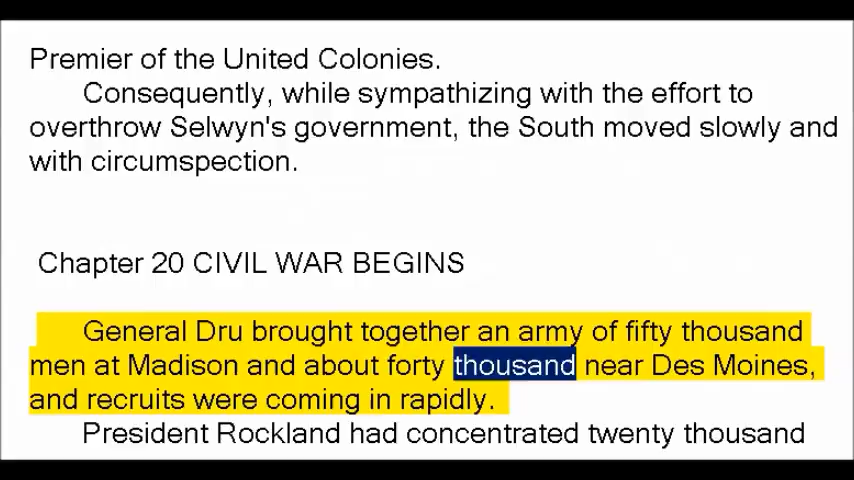 Premier of the United Colonies.
Consequently, while sympathizing with the effort to
overthrow Selwyn's government, the South moved slowly and
with circumspection.
Chapter 20 CIVIL WAR BEGINS
General Dru brought together an army of fifty thousand
men at Madison and about forty thousand near Des Moines,
and recruits were coming in rapidly.
President Rockland had concentrated twenty thousand